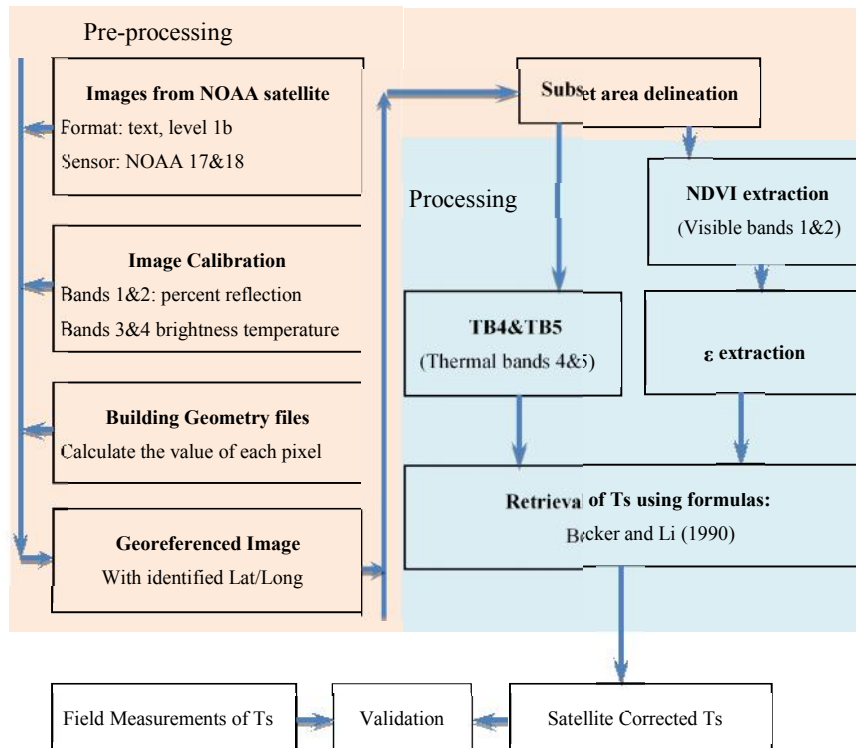 Pre-processing
Images from NOAA satellite
Format: text, level 1b
Sensor: NOAA 17&18
Image Calibration
Bands 1&2: percent reflection
Bands 3&4 brightness temperature
Building Geometry files
Calculate the value of each pixel
Georeferenced Image
With identified Lat/Long
Subset area delineation
Processing
NDVI extraction
(Visible bands 1&2)
TB4&TB5
(Thermal bands 4&5)
ε extraction
Retrieval of Ts using formulas:
Becker and Li (1990)
Field Measurements of Ts
Validation
Satellite Corrected Ts